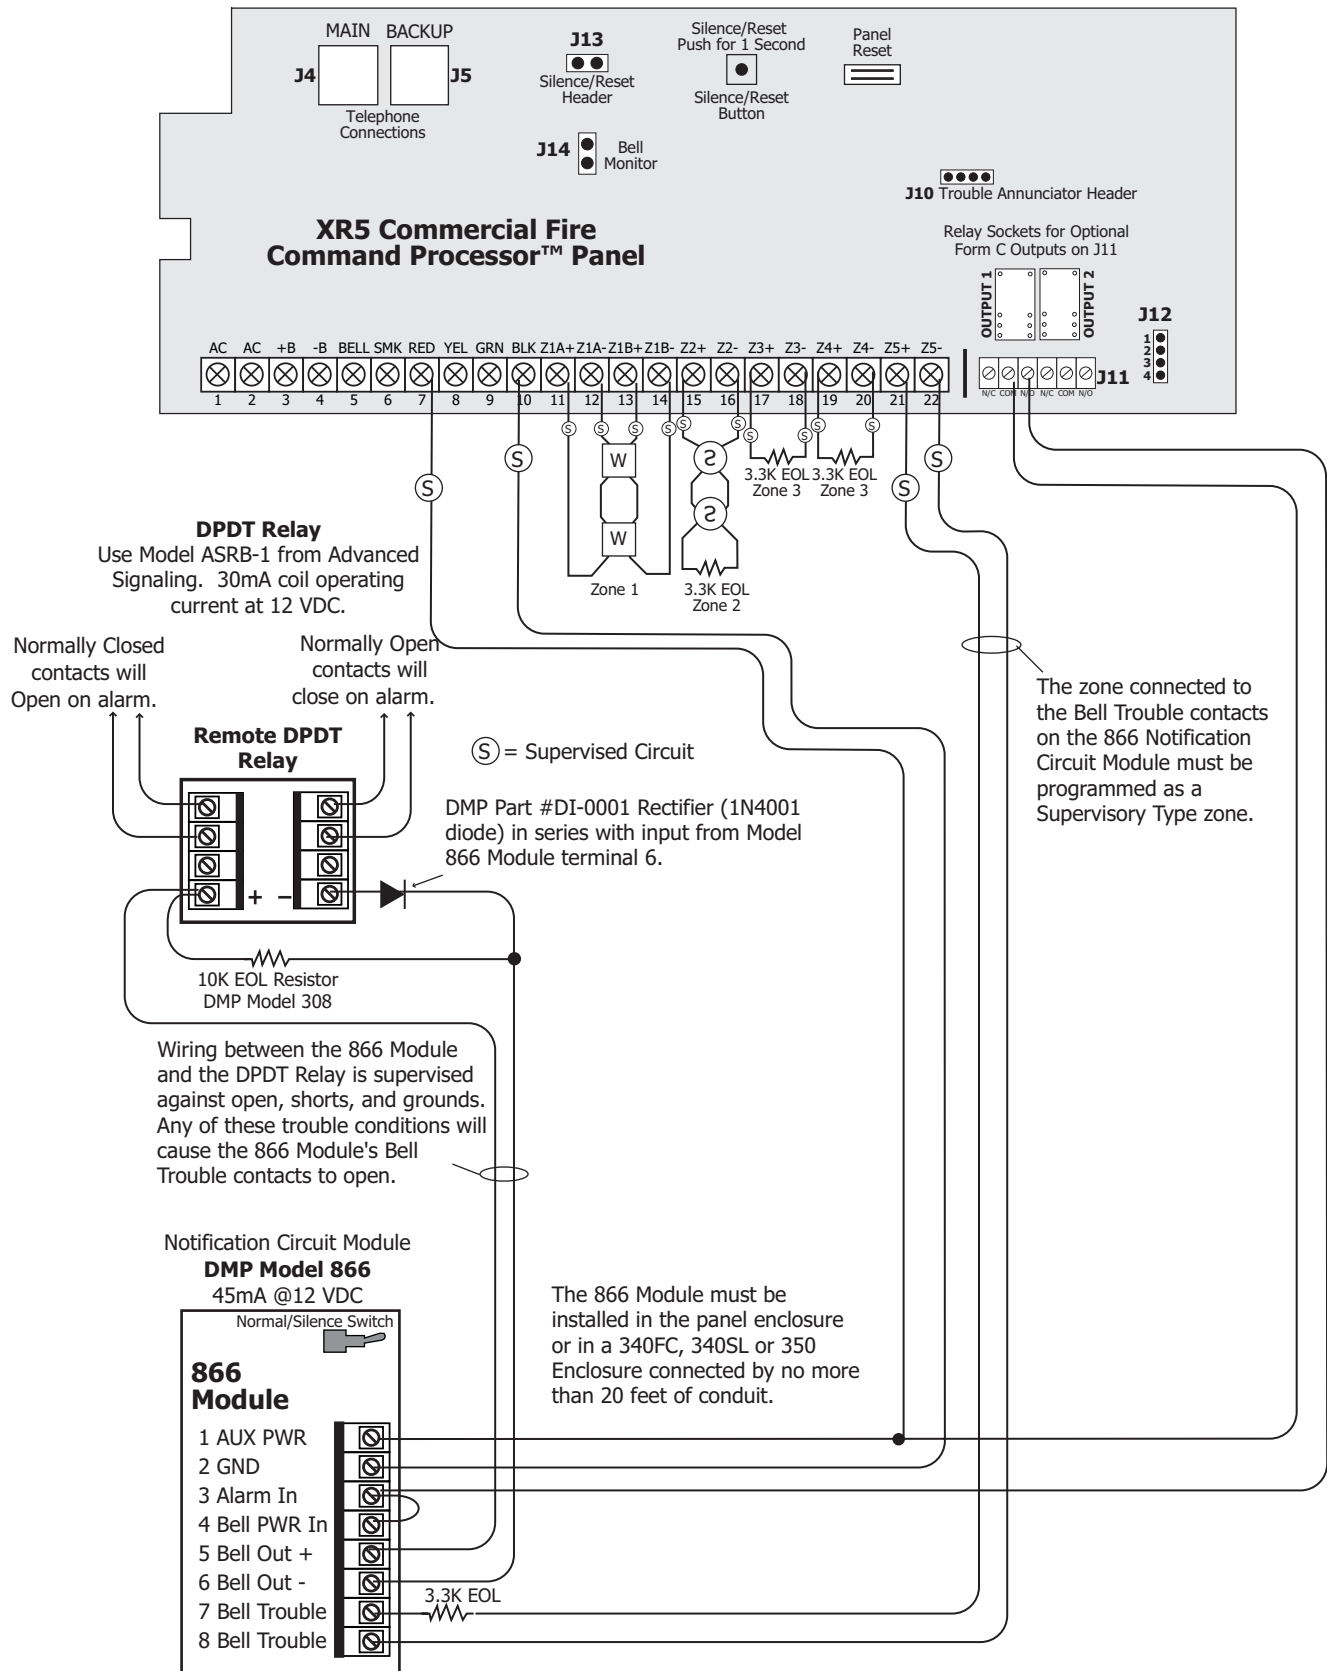 MAIN BACKUP
J4
J5
Telephone
Connections
J13
Silence/Reset
Header
J14
Bell
Monitor
Silence/Reset
Push for 1 Second
Silence/Reset
Button
Panel
Reset
J10 Trouble Annunciator Header
XR5 Commercial Fire
Command Processor™ Panel
Relay Sockets for Optional
Form C Outputs on J11
OUTPUT 1
OUTPUT 2
J12
1
2
3
4
J11
N/C COM N/O N/C COM N/O
AC AC +B -B BELL SMK RED YEL GRN BLK Z1A+ Z1A- Z1B+ Z1B- Z2+ Z2- Z3+ Z3- Z4+ Z4- Z5+ Z5-
1 2 3 4 5 6 7 8 9 10 11 12 13 14 15 16 17 18 19 20 21 22
S S S S S S S S S S
S S S S
W S
W S
Zone 1
3.3K EOL
Zone 2
3.3K EOL
Zone 3
3.3K EOL
Zone 3
DPDT Relay
Use Model ASRB-1 from Advanced
Signaling. 30mA coil operating
current at 12 VDC.
Normally Closed
contacts will
Open on alarm.
Normally Open
contacts will
close on alarm.
Remote DPDT
Relay
+ −
S = Supervised Circuit
DMP Part #DI-0001 Rectifier (1N4001
diode) in series with input from Model
866 Module terminal 6.
The zone connected to
the Bell Trouble contacts
on the 866 Notification
Circuit Module must be
programmed as a
Supervisory Type zone.
10K EOL Resistor
DMP Model 308
Wiring between the 866 Module
and the DPDT Relay is supervised
against open, shorts, and grounds.
Any of these trouble conditions will
cause the 866 Module's Bell
Trouble contacts to open.
Notification Circuit Module
DMP Model 866
45mA @12 VDC
Normal/Silence Switch
866
Module
1 AUX PWR
2 GND
3 Alarm In
4 Bell PWR In
5 Bell Out +
6 Bell Out -
7 Bell Trouble
8 Bell Trouble
3.3K EOL
The 866 Module must be
installed in the panel enclosure
or in a 340FC, 340SL or 350
Enclosure connected by no more
than 20 feet of conduit.